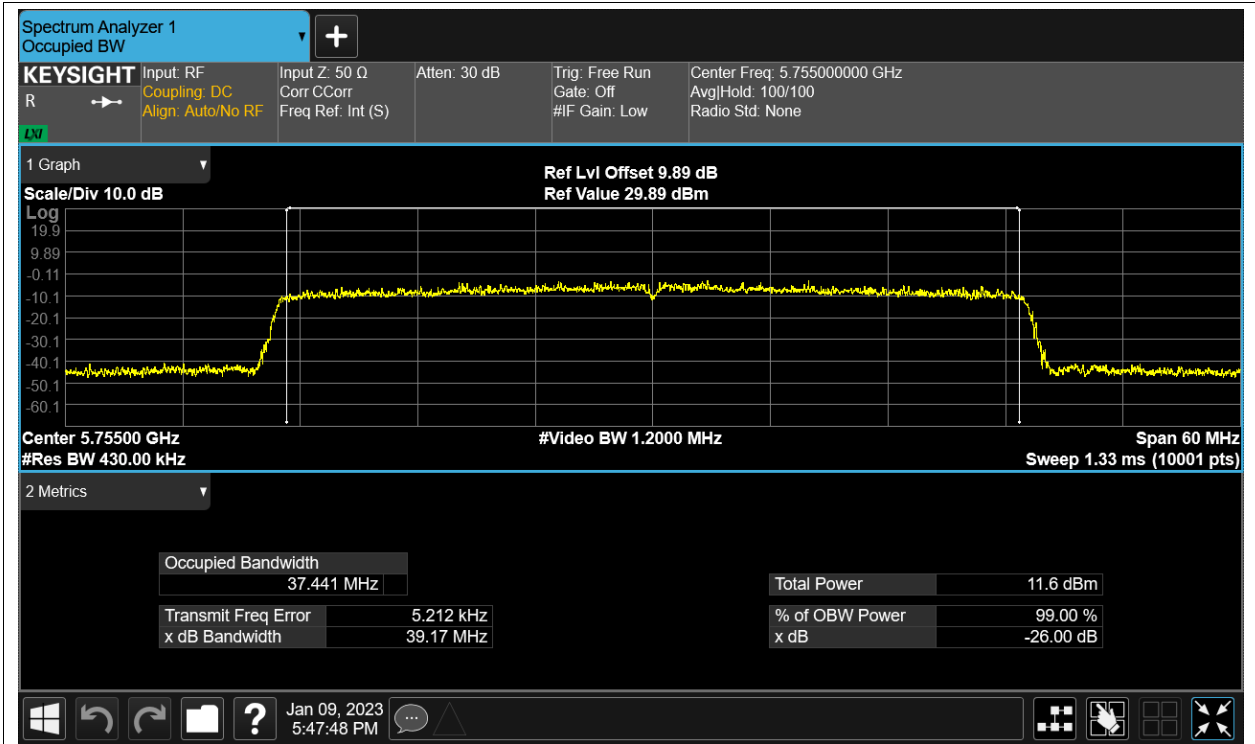 Spectrum Analyzer 1
Occupied BW
KEYSIGHT
R
LXI
Input: RF
Coupling: DC
Align: Auto/No RF
Input Z: 50 Ω
Corr CCorr
Freq Ref: Int (S)
Atten: 30 dB
Trig: Free Run
Gate: Off
#IF Gain: Low
Center Freq: 5.755000000 GHz
Avg|Hold: 100/100
Radio Std: None
1 Graph
Scale/Div 10.0 dB
Ref Lvl Offset 9.89 dB
Ref Value 29.89 dBm
Log
19.9
9.89
-0.11
-10.1
-20.1
-30.1
-40.1
-50.1
-60.1
Center 5.75500 GHz
#Res BW 430.00 kHz
#Video BW 1.2000 MHz
Span 60 MHz
Sweep 1.33 ms (10001 pts)
2 Metrics
Occupied Bandwidth
37.441 MHz
Transmit Freq Error 5.212 kHz
x dB Bandwidth 39.17 MHz
Total Power 11.6 dBm
% of OBW Power 99.00 %
x dB -26.00 dB
?
Jan 09, 2023
5:47:48 PM